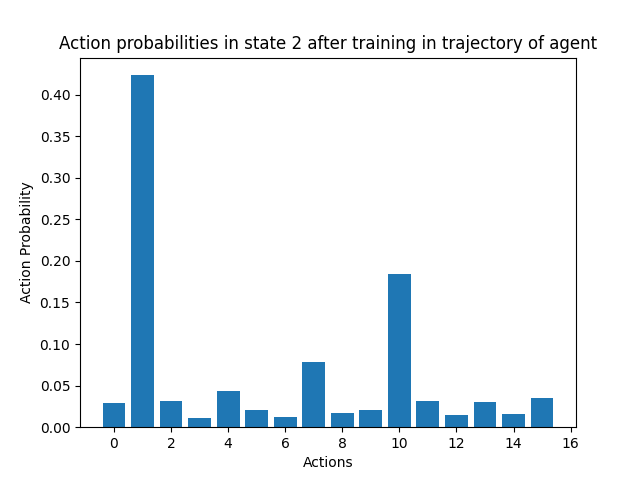 Action probabilities in state 2 after training in trajectory of agent
0.40
0.35
0.30
0.25
0.20
0.15
0.10
0.05
0.00
Action Probability
0 2 4 6 8 10 12 14 16
Actions